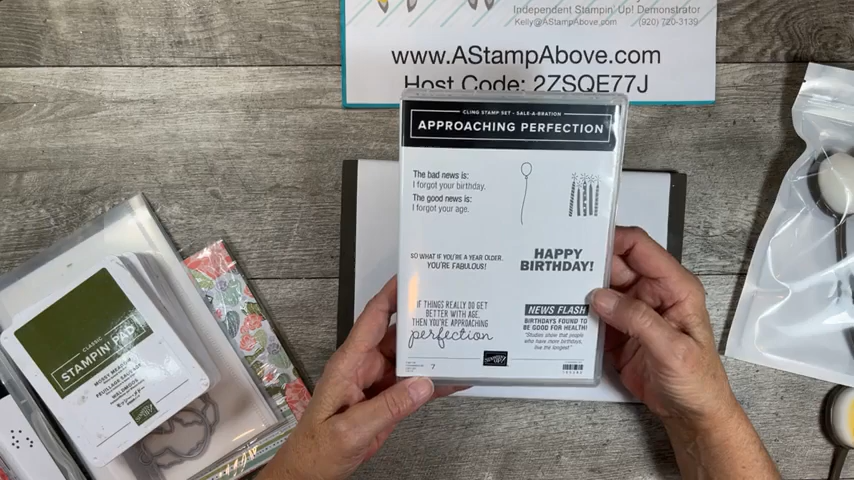 Independent Stampin' Up! Demonstrator
Kelly@AStampAbove.com (920) 720-3139
www.AStampAbove.com
Host Code: 2ZSQE77J
CLING STAMP SET • SALE-A-BRATION
APPROACHING PERFECTION
The bad news is:
I forgot your birthday.
The good news is:
I forgot your age.
SO WHAT IF YOU'RE A YEAR OLDER.
YOU'RE FABULOUS!
HAPPY
BIRTHDAY!
IF THINGS REALLY DO GET
BETTER WITH AGE,
THEN YOU'RE APPROACHING
perfection
NEWS FLASH
BIRTHDAYS FOUND TO
BE GOOD FOR HEALTH!
"Studies show that people
who have more birthdays,
live the longest"
STAMPIN' UP!
7
CLASSIC
STAMPIN' PAD
MOSSY MEADOW